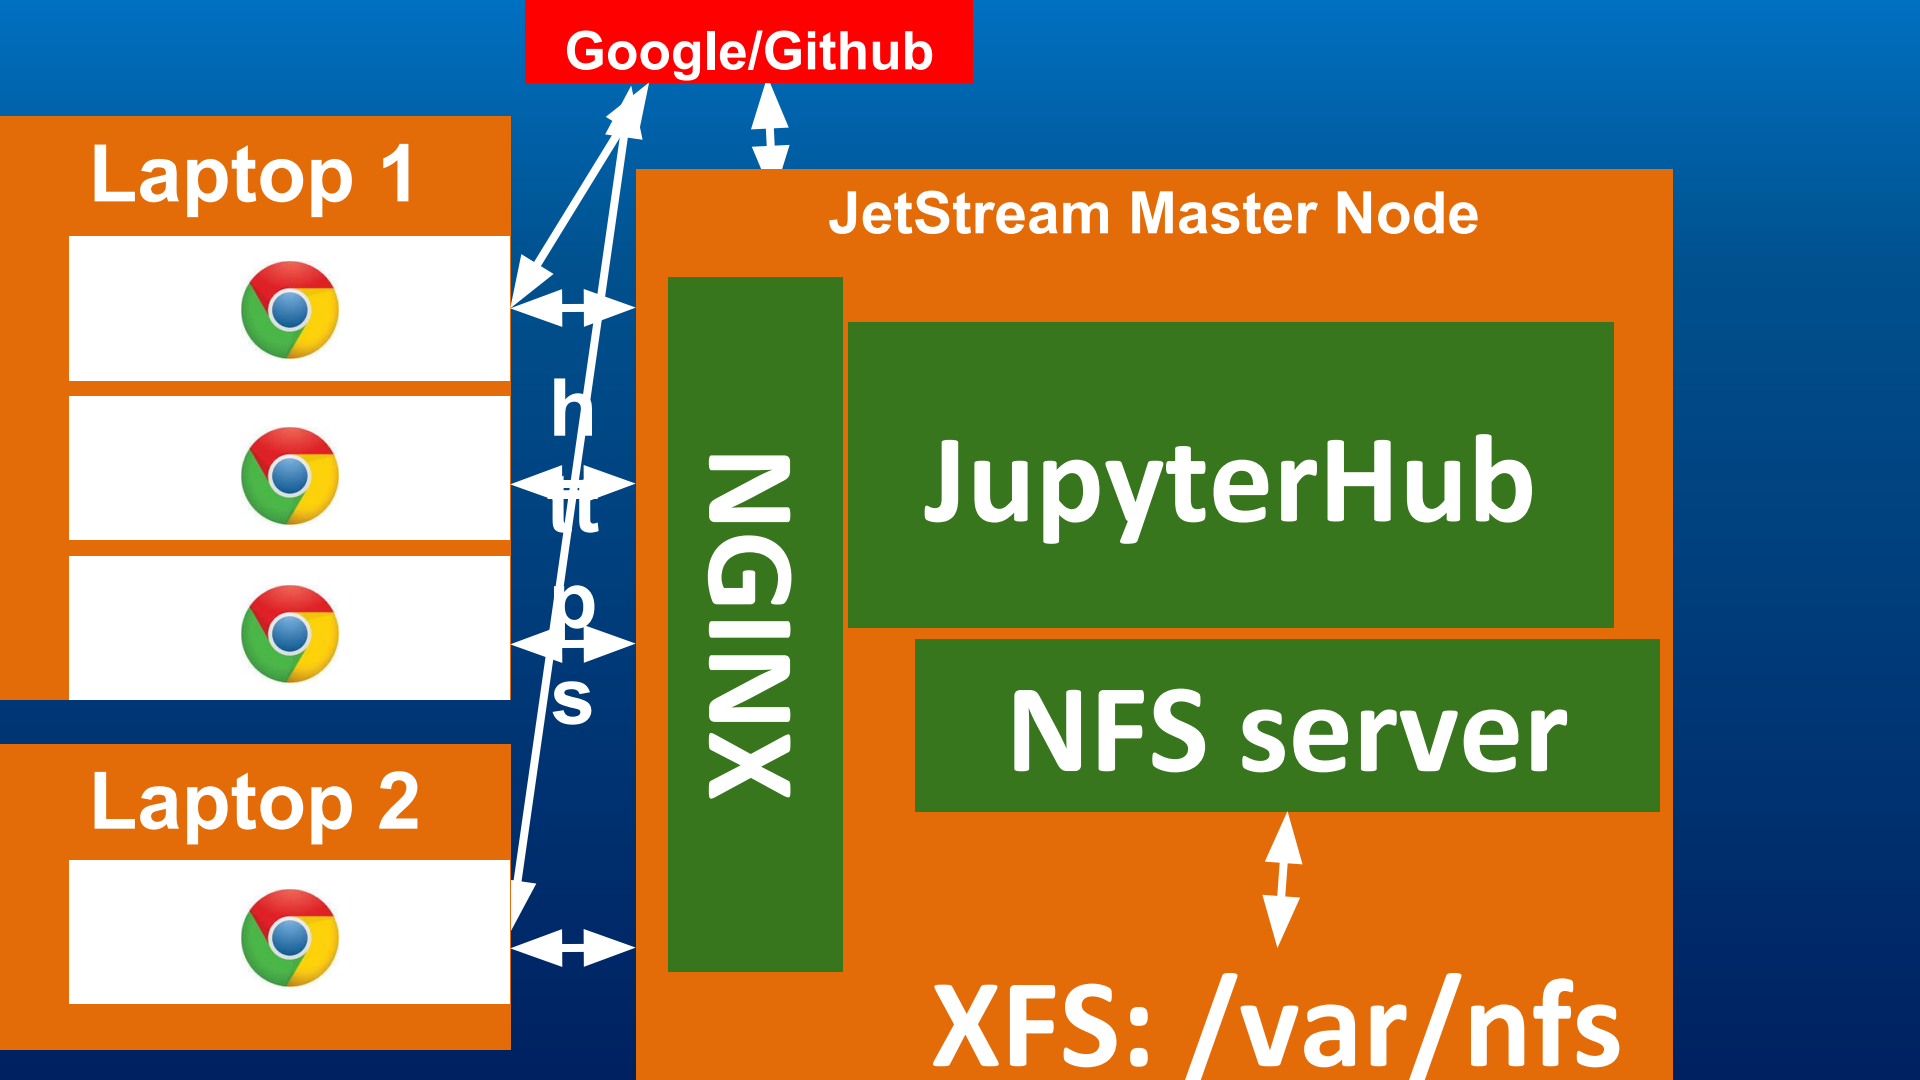 Google/Github
Laptop 1
JetStream Master Node
h
tt
p
s
NGINX
JupyterHub
NFS server
Laptop 2
XFS: /var/nfs